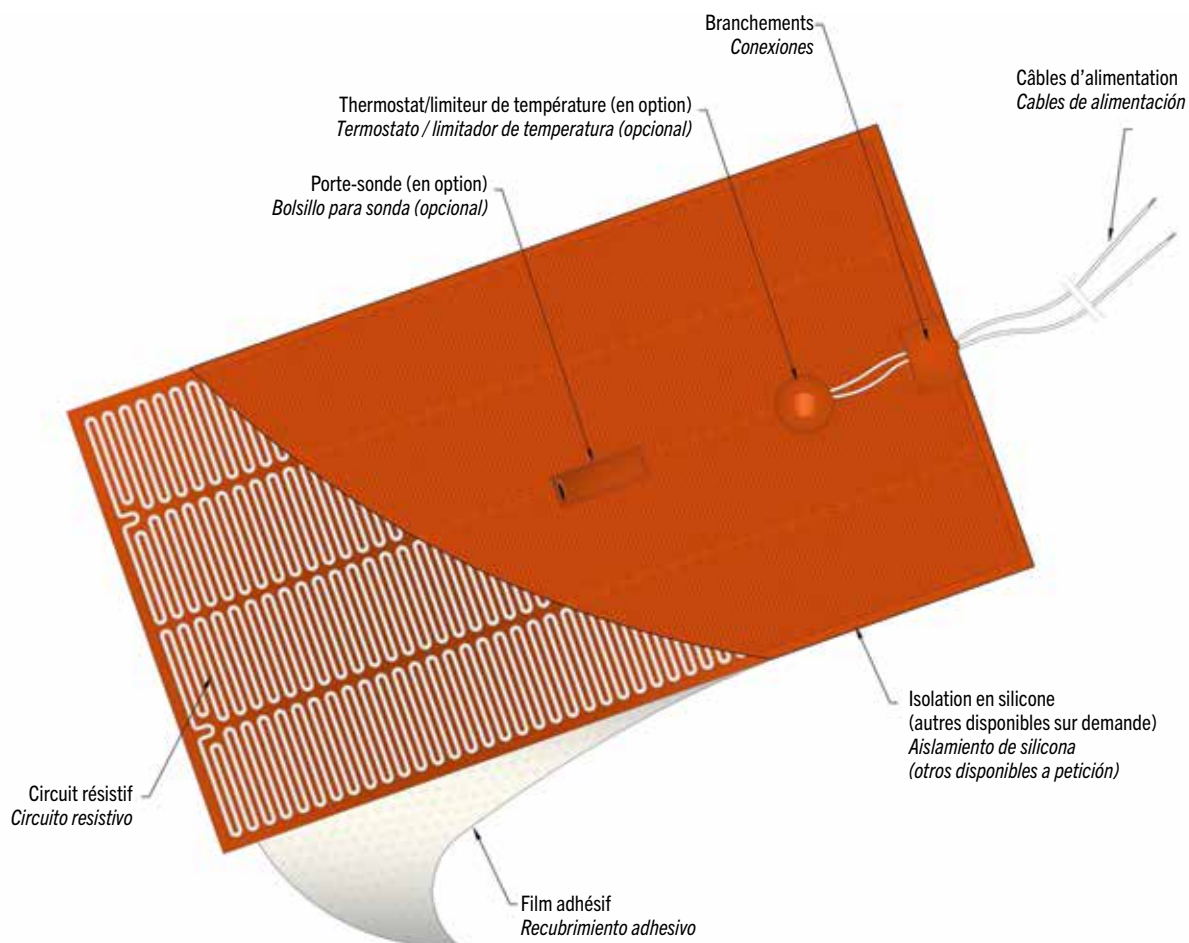 Branchements
Conexiones
Câbles d’alimentation
Cables de alimentación
Thermostat/limiteur de température (en option)
Termostato / limitador de temperatura (opcional)
Porte-sonde (en option)
Bolsillo para sonda (opcional)
Isolation en silicone
(autres disponibles sur demande)
Aislamiento de silicona
(otros disponibles a petición)
Circuit résistif
Circuito resistivo
Film adhésif
Recubrimiento adhesivo